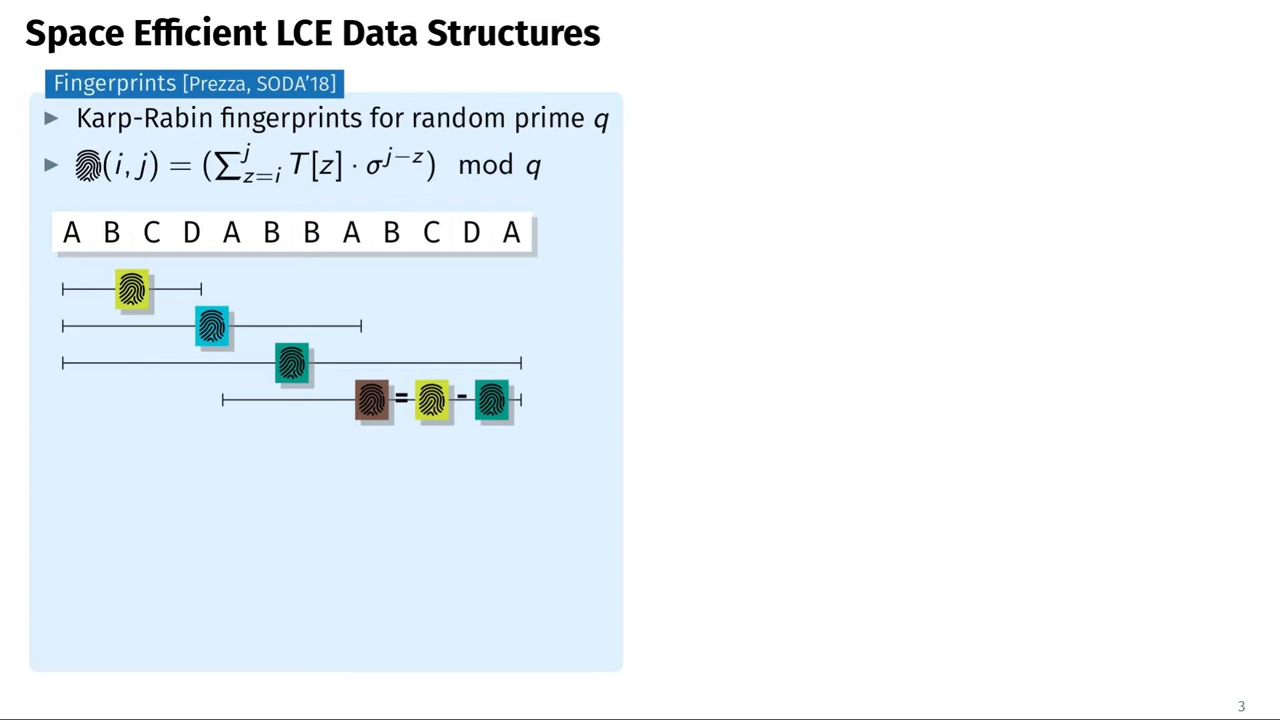 Space Efficient LCE Data Structures
Fingerprints [Prezza, SODA'18]
▶ Karp-Rabin fingerprints for random prime q
▶ (i, j) = (∑_{z=i}^{j} T[z] · σ^{j−z}) mod q
A B C D A B B A B C D A
= -
3